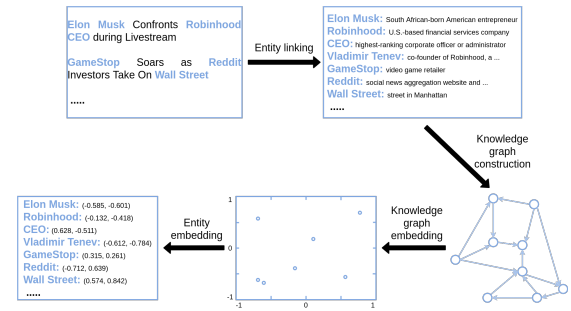 Elon Musk Confronts Robinhood
CEO during Livestream
GameStop Soars as Reddit
Investors Take On Wall Street
.....
Entity linking
Elon Musk: South African-born American entrepreneur
Robinhood: U.S.-based financial services company
CEO: highest-ranking corporate officer or administrator
Vladimir Tenev: co-founder of Robinhood, a ...
GameStop: video game retailer
Reddit: social news aggregation website and ...
Wall Street: street in Manhattan
.....
Knowledge
graph
construction
Knowledge
graph
embedding
1
0
-1
-1
0
1
Entity
embedding
Elon Musk: (-0.585, -0.601)
Robinhood: (-0.132, -0.418)
CEO: (0.628, -0.511)
Vladimir Tenev: (-0.612, -0.784)
GameStop: (0.315, 0.261)
Reddit: (-0.712, 0.639)
Wall Street: (0.574, 0.842)
.....